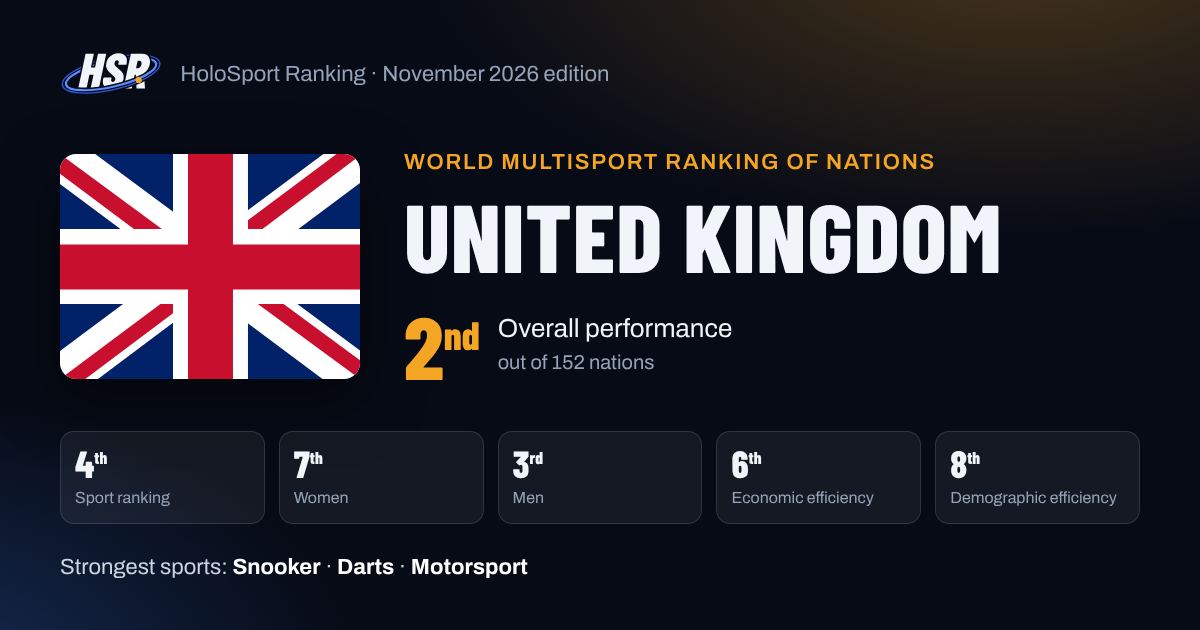 HSR HoloSport Ranking · November 2026 edition
WORLD MULTISPORT RANKING OF NATIONS
UNITED KINGDOM
2nd Overall performance
out of 152 nations
4th
Sport ranking
7th
Women
3rd
Men
6th
Economic efficiency
8th
Demographic efficiency
Strongest sports: Snooker · Darts · Motorsport